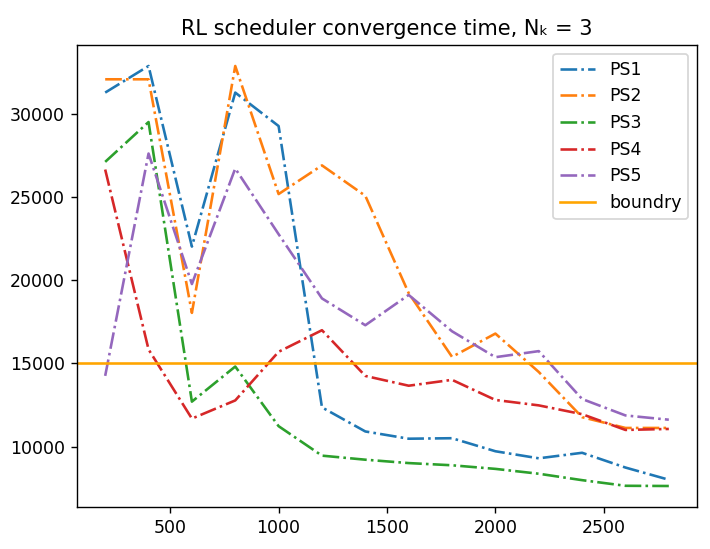 RL scheduler convergence time, Nₖ = 3
PS1
PS2
PS3
PS4
PS5
boundry
30000
25000
20000
15000
10000
500
1000
1500
2000
2500